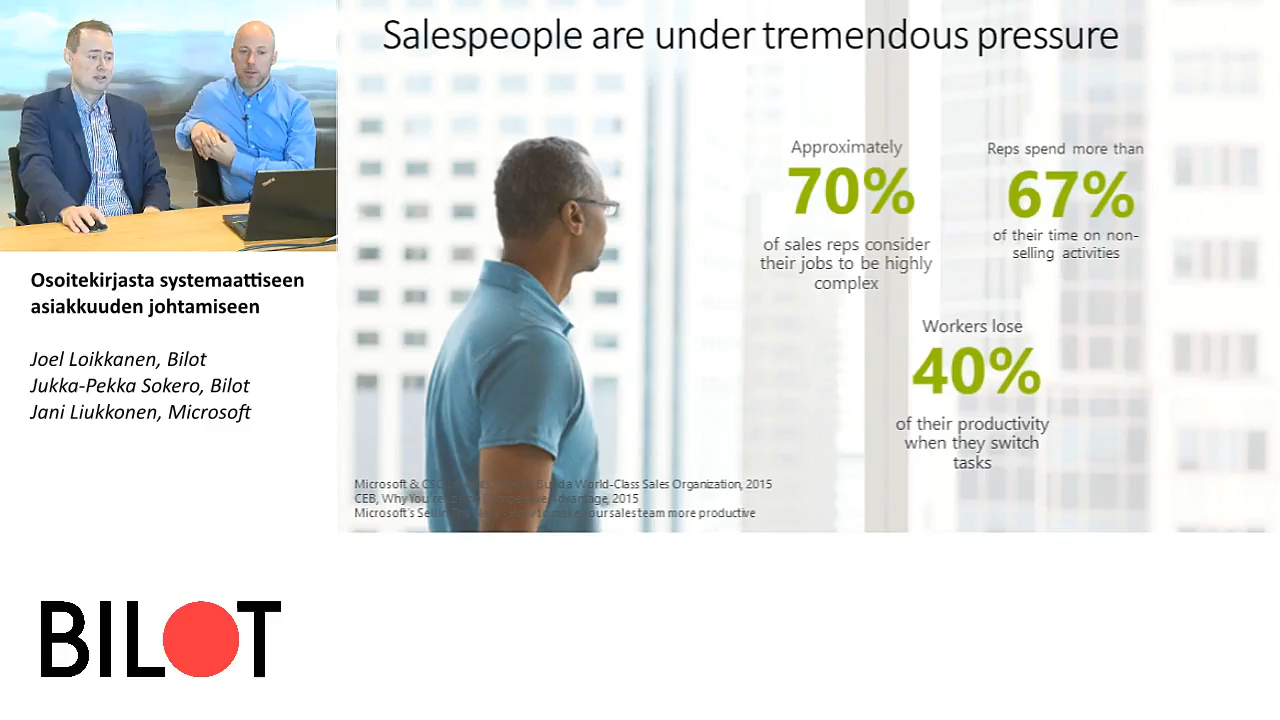 Salespeople are under tremendous pressure
Approximately
70%
of sales reps consider
their jobs to be highly
complex
Reps spend more than
67%
of their time on non-
selling activities
Workers lose
40%
of their productivity
when they switch
tasks
Microsoft & a World-Class Sales Organization, 2015
CEB, Why Advantage, 2015
Microsoft's your sales team more productive
Osoitekirjasta systemaattiseen
asiakkuuden johtamiseen
Joel Loikkanen, Bilot
Jukka-Pekka Sokero, Bilot
Jani Liukkonen, Microsoft
BILOT